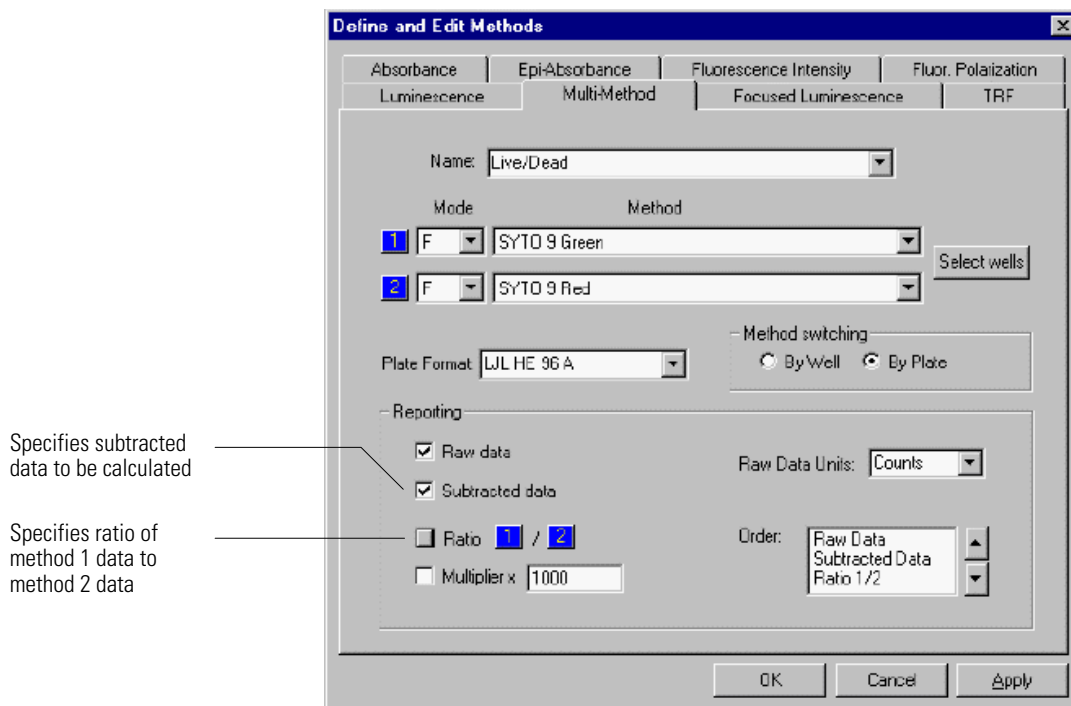 Define and Edit Methods
Absorbance Epi-Absorbance Fluorescence Intensity Fluor. Polarization
Luminescence Multi-Method Focused Luminescence TRF
Name: Live/Dead
Mode Method
1 F SYTO 9 Green
Select wells
2 F SYTO 9 Red
Method switching
Plate Format LJL HE 96 A
By Well By Plate
Reporting
Specifies subtracted
data to be calculated
Raw data
Raw Data Units: Counts
Subtracted data
Specifies ratio of
method 1 data to
method 2 data
Ratio 1 / 2
Multiplier x 1000
Order: Raw Data
Subtracted Data
Ratio 1/2
OK Cancel Apply